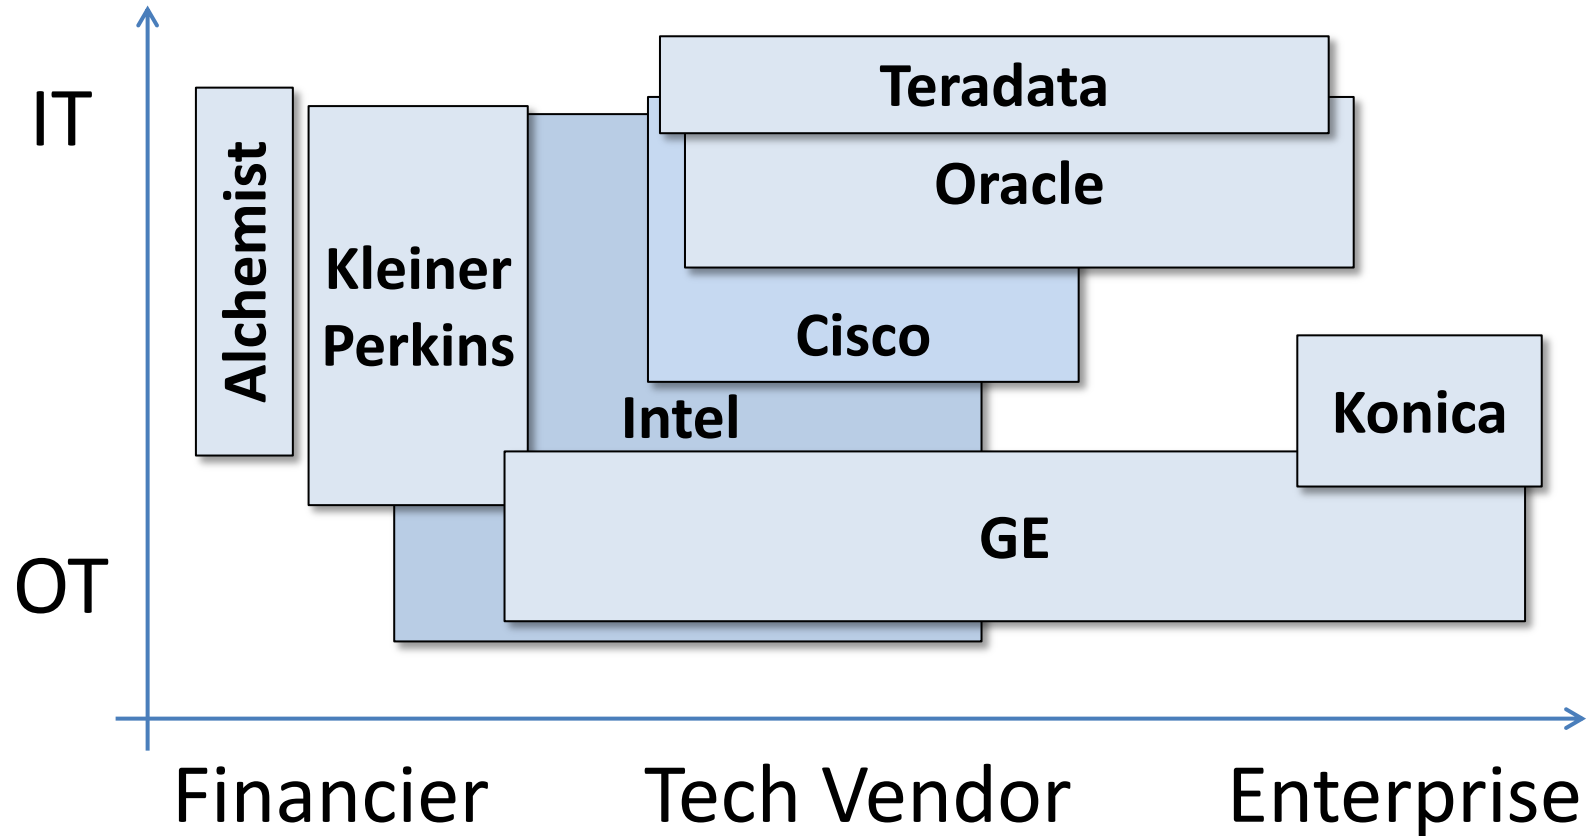 IT
Teradata
Oracle
Alchemist
Kleiner
Perkins
Cisco
Intel
Konica
GE
OT
Financier
Tech Vendor
Enterprise